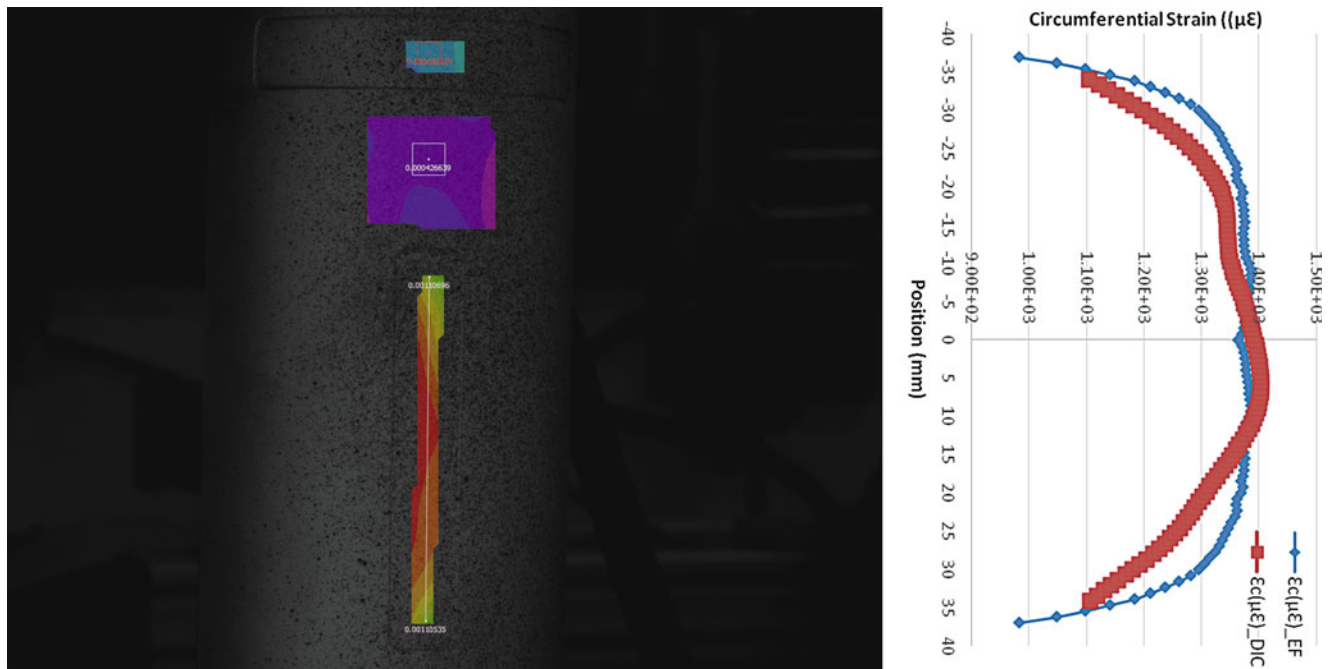 0.000426639
0.00110696
0.00110535
Circumferential Strain ((με)
-40
-35
-30
-25
-20
-15
-10
-5
0
5
10
15
20
25
30
35
40
9.00E+02
1.00E+03
1.10E+03
1.20E+03
1.30E+03
1.40E+03
1.50E+03
Position (mm)
εc(με)_EF
εc(με)_DIC